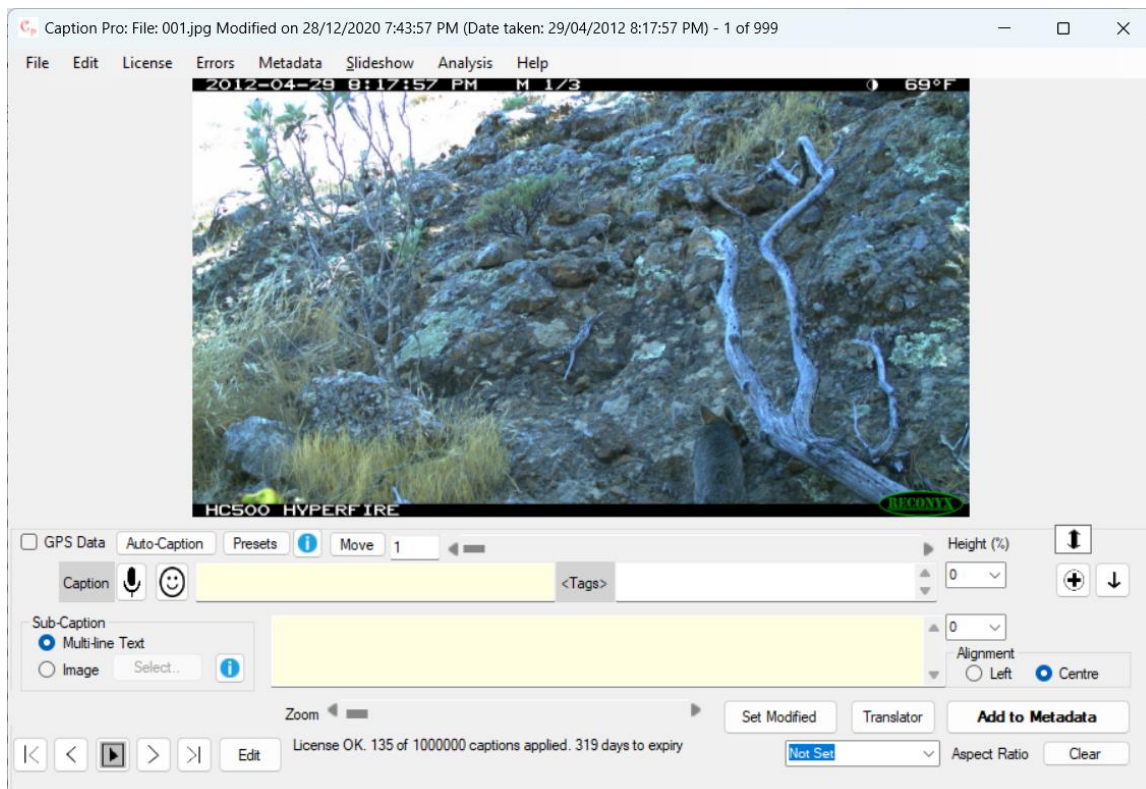 Caption Pro: File: 001.jpg Modified on 28/12/2020 7:43:57 PM (Date taken: 29/04/2012 8:17:57 PM) - 1 of 999
File Edit License Errors Metadata Slideshow Analysis Help
2012-04-29 8:17:57 PM M 1/3 69°F
RECONYX
HC500 HYPERFIRE
GPS Data Auto-Caption Presets Move 1 Height (%)
Caption <Tags> 0
Sub-Caption
Multi-line Text 0
Image Select.. Alignment
Left Centre
Zoom Set Modified Translator Add to Metadata
Edit License OK. 135 of 1000000 captions applied. 319 days to expiry Not Set Aspect Ratio Clear